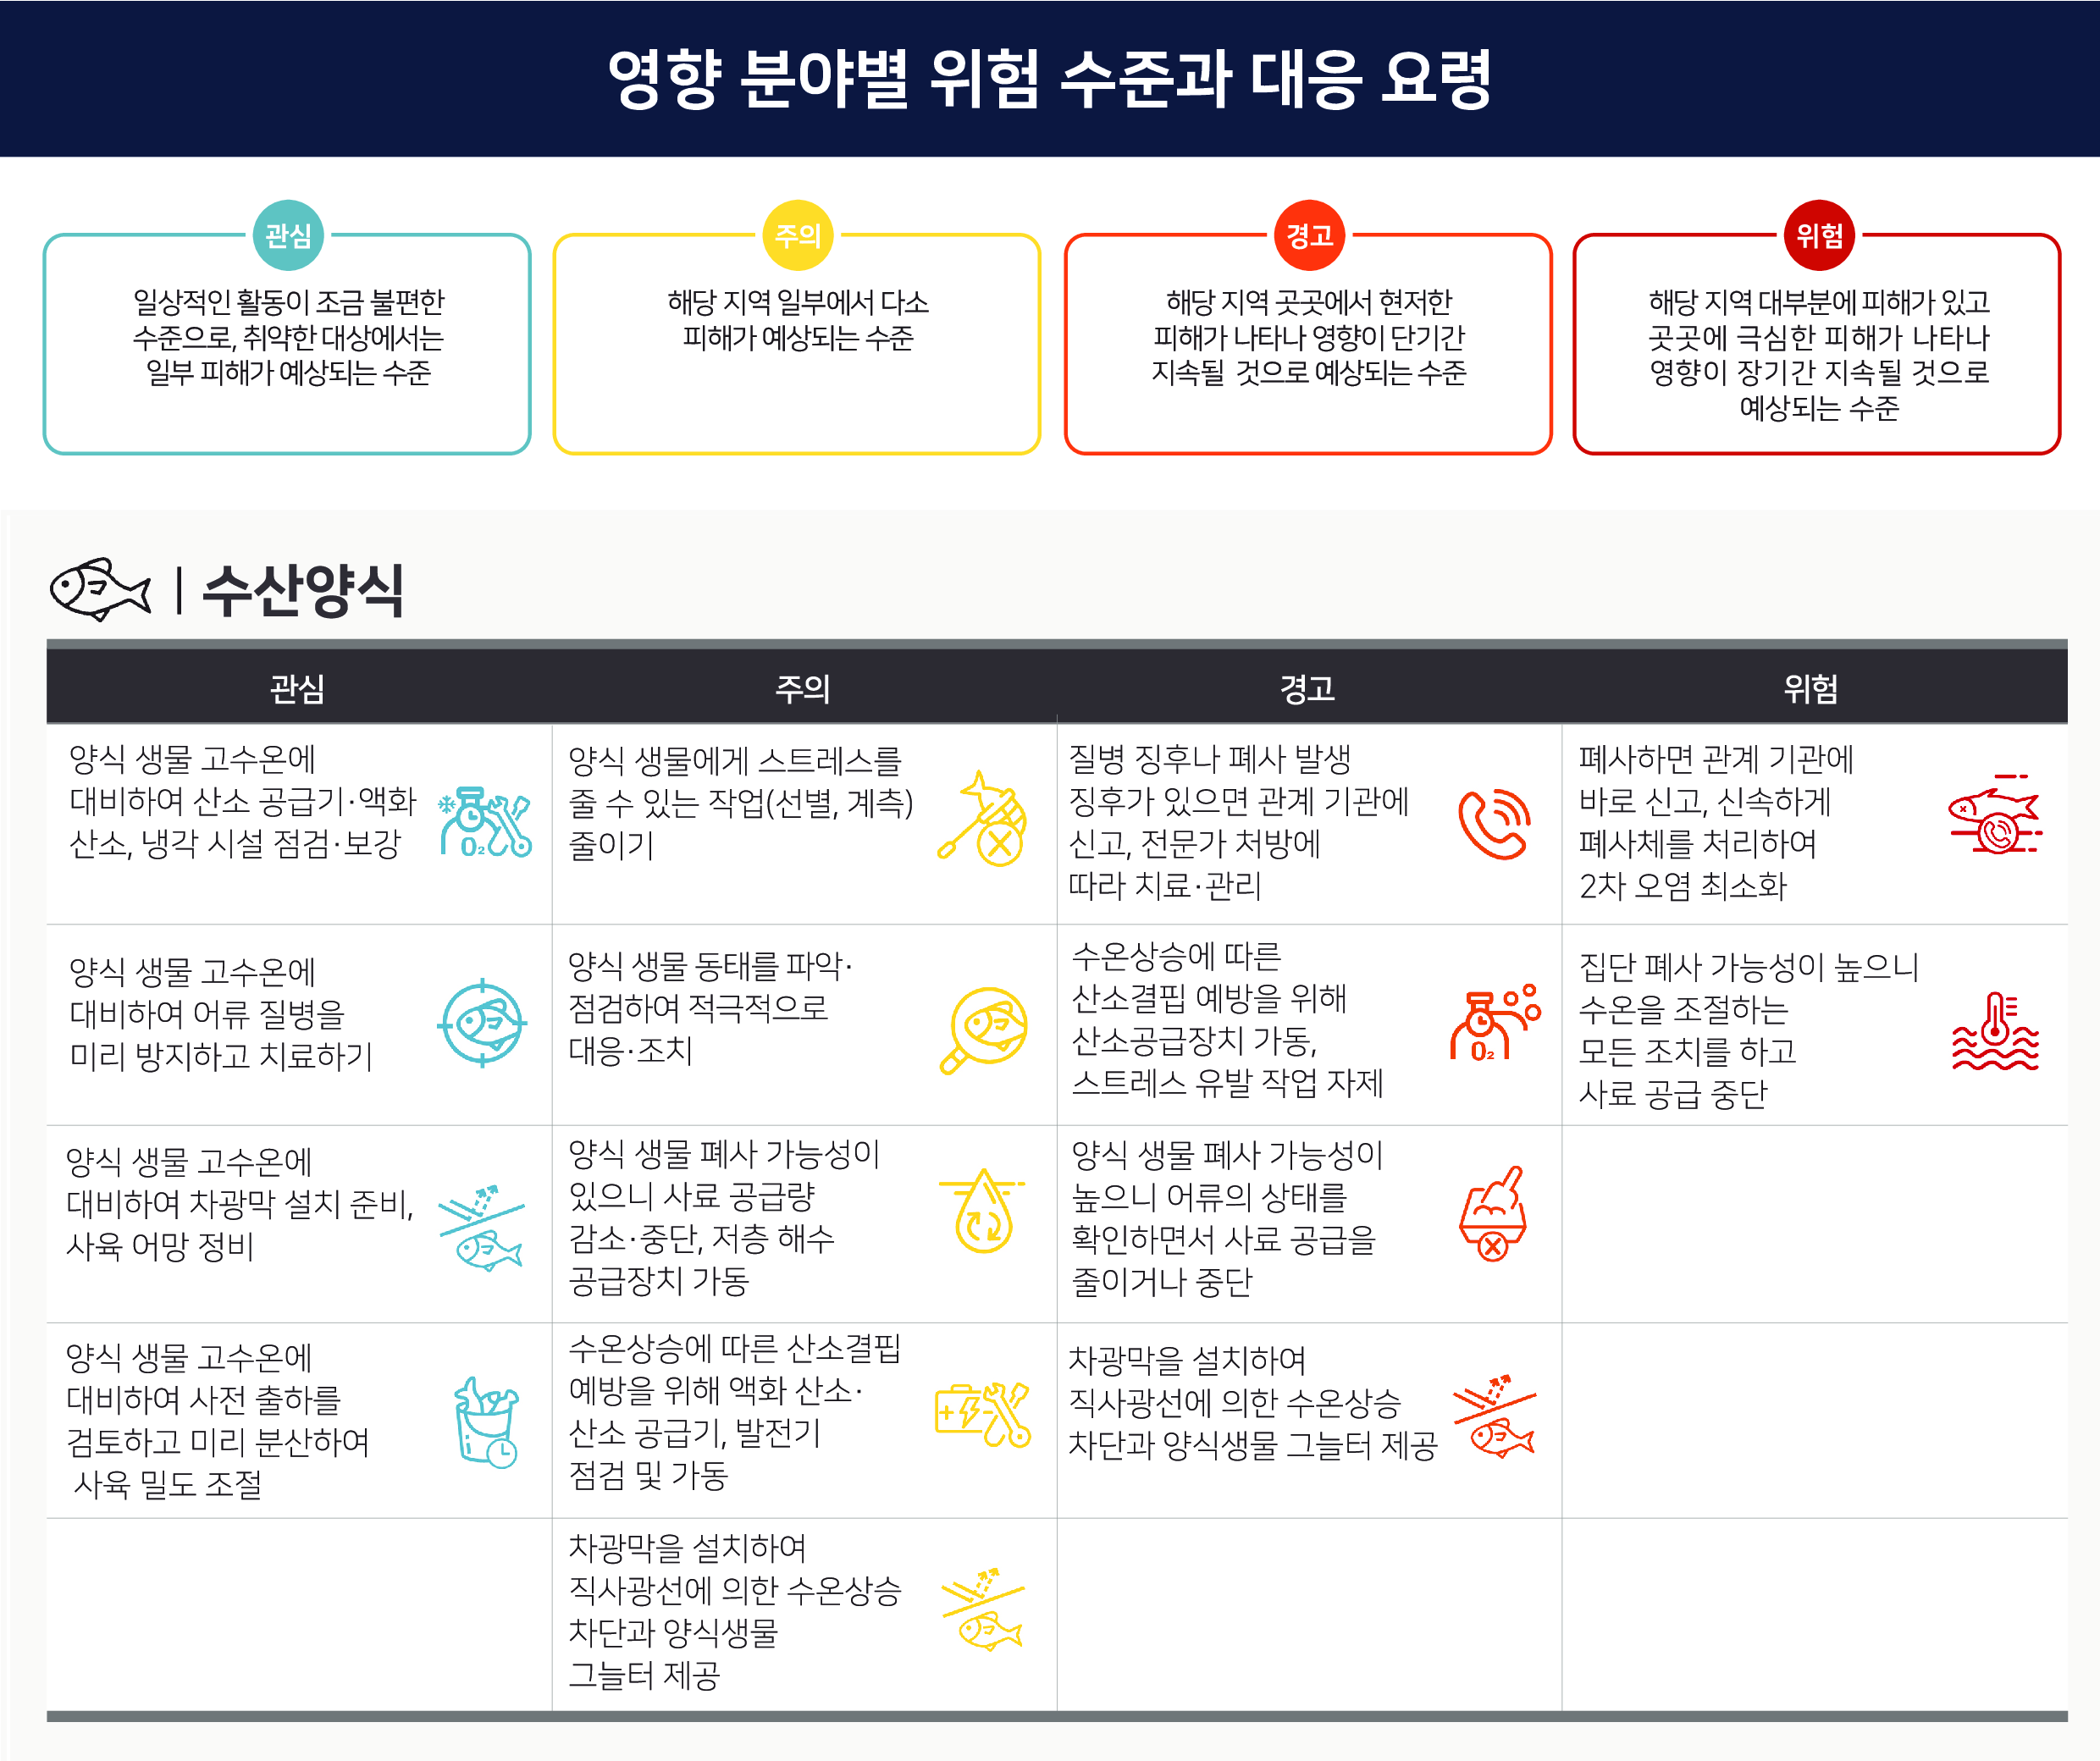 영향 분야별 위험 수준과 대응 요령
관심
일상적인 활동이 조금 불편한
수준으로, 취약한 대상에서는
일부 피해가 예상되는 수준
주의
해당 지역 일부에서 다소
피해가 예상되는 수준
경고
해당 지역 곳곳에서 현저한
피해가 나타나 영향이 단기간
지속될 것으로 예상되는 수준
위험
해당 지역 대부분에 피해가 있고
곳곳에 극심한 피해가 나타나
영향이 장기간 지속될 것으로
예상되는 수준
수산양식
관심
주의
경고
위험
양식 생물 고수온에
대비하여 산소 공급기·액화
산소, 냉각 시설 점검·보강
O₂
양식 생물에게 스트레스를
줄 수 있는 작업(선별, 계측)
줄이기
질병 징후나 폐사 발생
징후가 있으면 관계 기관에
신고, 전문가 처방에
따라 치료·관리
폐사하면 관계 기관에
바로 신고, 신속하게
폐사체를 처리하여
2차 오염 최소화
양식 생물 고수온에
대비하여 어류 질병을
미리 방지하고 치료하기
양식 생물 동태를 파악·
점검하여 적극적으로
대응·조치
수온상승에 따른
산소결핍 예방을 위해
산소공급장치 가동,
스트레스 유발 작업 자제
O₂
집단 폐사 가능성이 높으니
수온을 조절하는
모든 조치를 하고
사료 공급 중단
양식 생물 고수온에
대비하여 차광막 설치 준비,
사육 어망 정비
양식 생물 폐사 가능성이
있으니 사료 공급량
감소·중단, 저층 해수
공급장치 가동
양식 생물 폐사 가능성이
높으니 어류의 상태를
확인하면서 사료 공급을
줄이거나 중단
양식 생물 고수온에
대비하여 사전 출하를
검토하고 미리 분산하여
사육 밀도 조절
수온상승에 따른 산소결핍
예방을 위해 액화 산소·
산소 공급기, 발전기
점검 및 가동
차광막을 설치하여
직사광선에 의한 수온상승
차단과 양식생물 그늘터 제공
차광막을 설치하여
직사광선에 의한 수온상승
차단과 양식생물
그늘터 제공